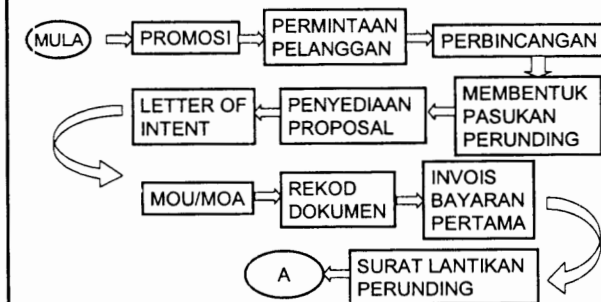 MULA
PROMOSI
PERMINTAAN
PELANGGAN
PERBINCANGAN
MEMBENTUK
PASUKAN
PERUNDING
PENYEDIAAN
PROPOSAL
LETTER OF
INTENT
MOU/MOA
REKOD
DOKUMEN
INVOIS
BAYARAN
PERTAMA
SURAT LANTIKAN
PERUNDING
A